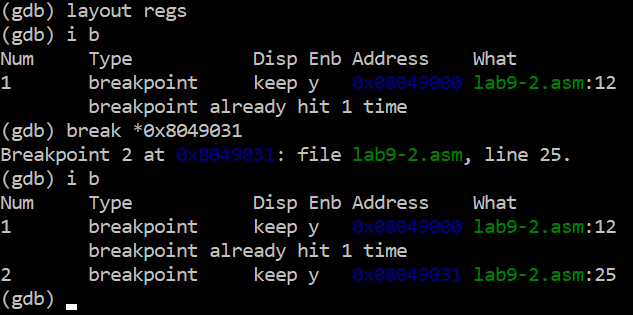 (gdb) layout regs
(gdb) i b
Num     Type           Disp Enb Address    What
1       breakpoint     keep y   0x08049000 lab9-2.asm:12
        breakpoint already hit 1 time
(gdb) break *0x8049031
Breakpoint 2 at 0x8049031: file lab9-2.asm, line 25.
(gdb) i b
Num     Type           Disp Enb Address    What
1       breakpoint     keep y   0x08049000 lab9-2.asm:12
        breakpoint already hit 1 time
2       breakpoint     keep y   0x08049031 lab9-2.asm:25
(gdb)